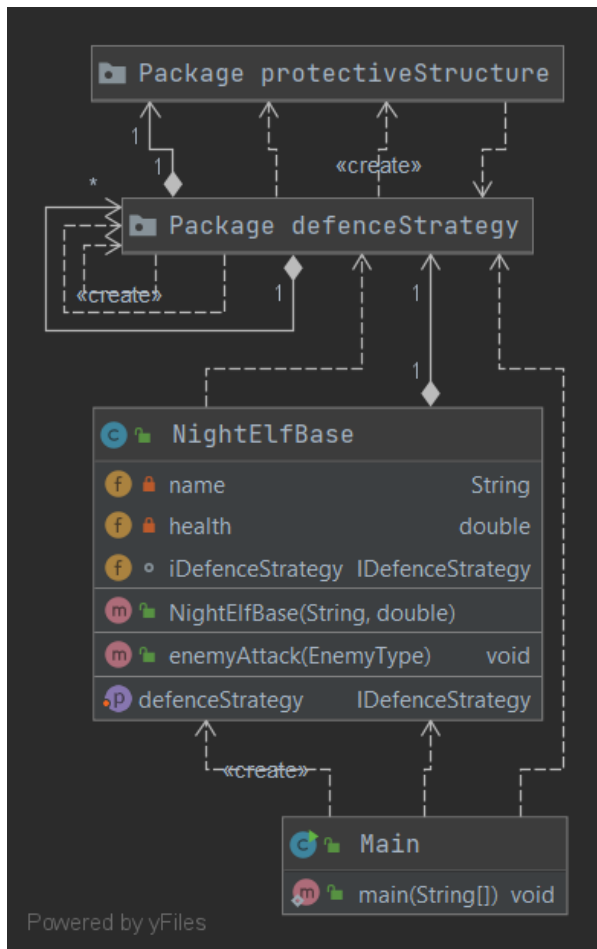 Package protectiveStructure
1
1
«create»
*
Package defenceStrategy
«create»
1
1
1
NightElfBase
name String
health double
iDefenceStrategy IDefenceStrategy
NightElfBase(String, double)
enemyAttack(EnemyType) void
defenceStrategy IDefenceStrategy
«create»
Main
main(String[]) void
Powered by yFiles